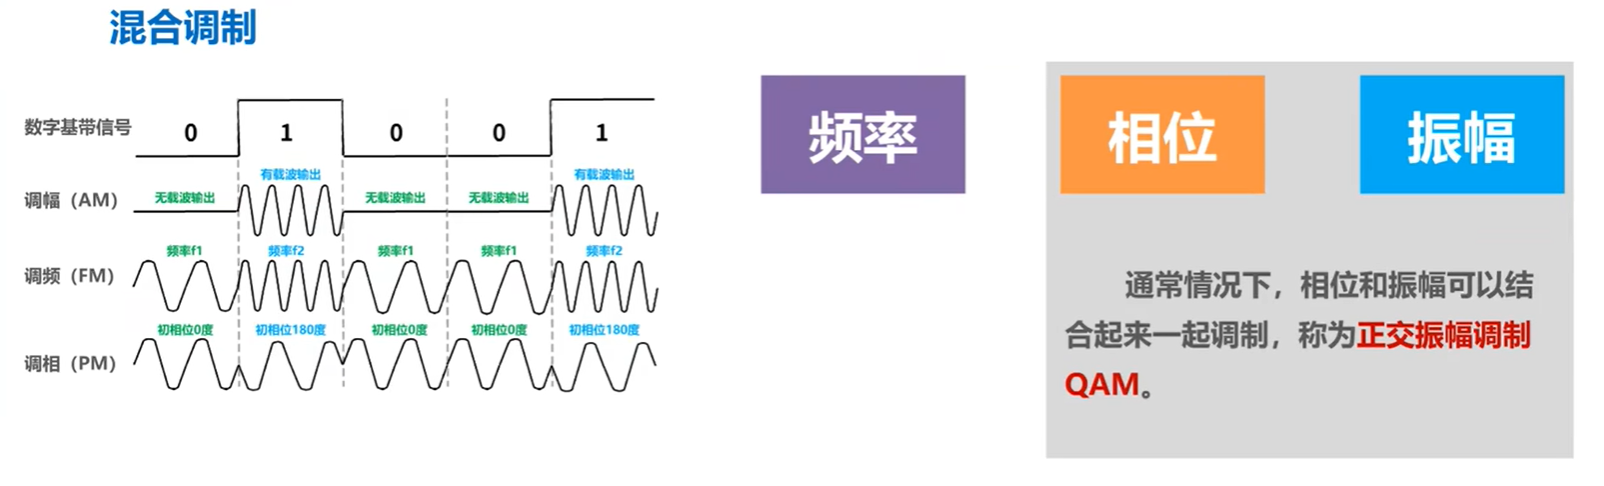 混合调制
数字基带信号 0 1 0 0 1
有载波输出 有载波输出
调幅（AM） 无载波输出 无载波输出 无载波输出
频率f1 频率f2 频率f1 频率f1 频率f2
调频（FM）
初相位0度 初相位180度 初相位0度 初相位0度 初相位180度
调相（PM）
频率 相位 振幅
通常情况下，相位和振幅可以结
合起来一起调制，称为正交振幅调制
QAM。